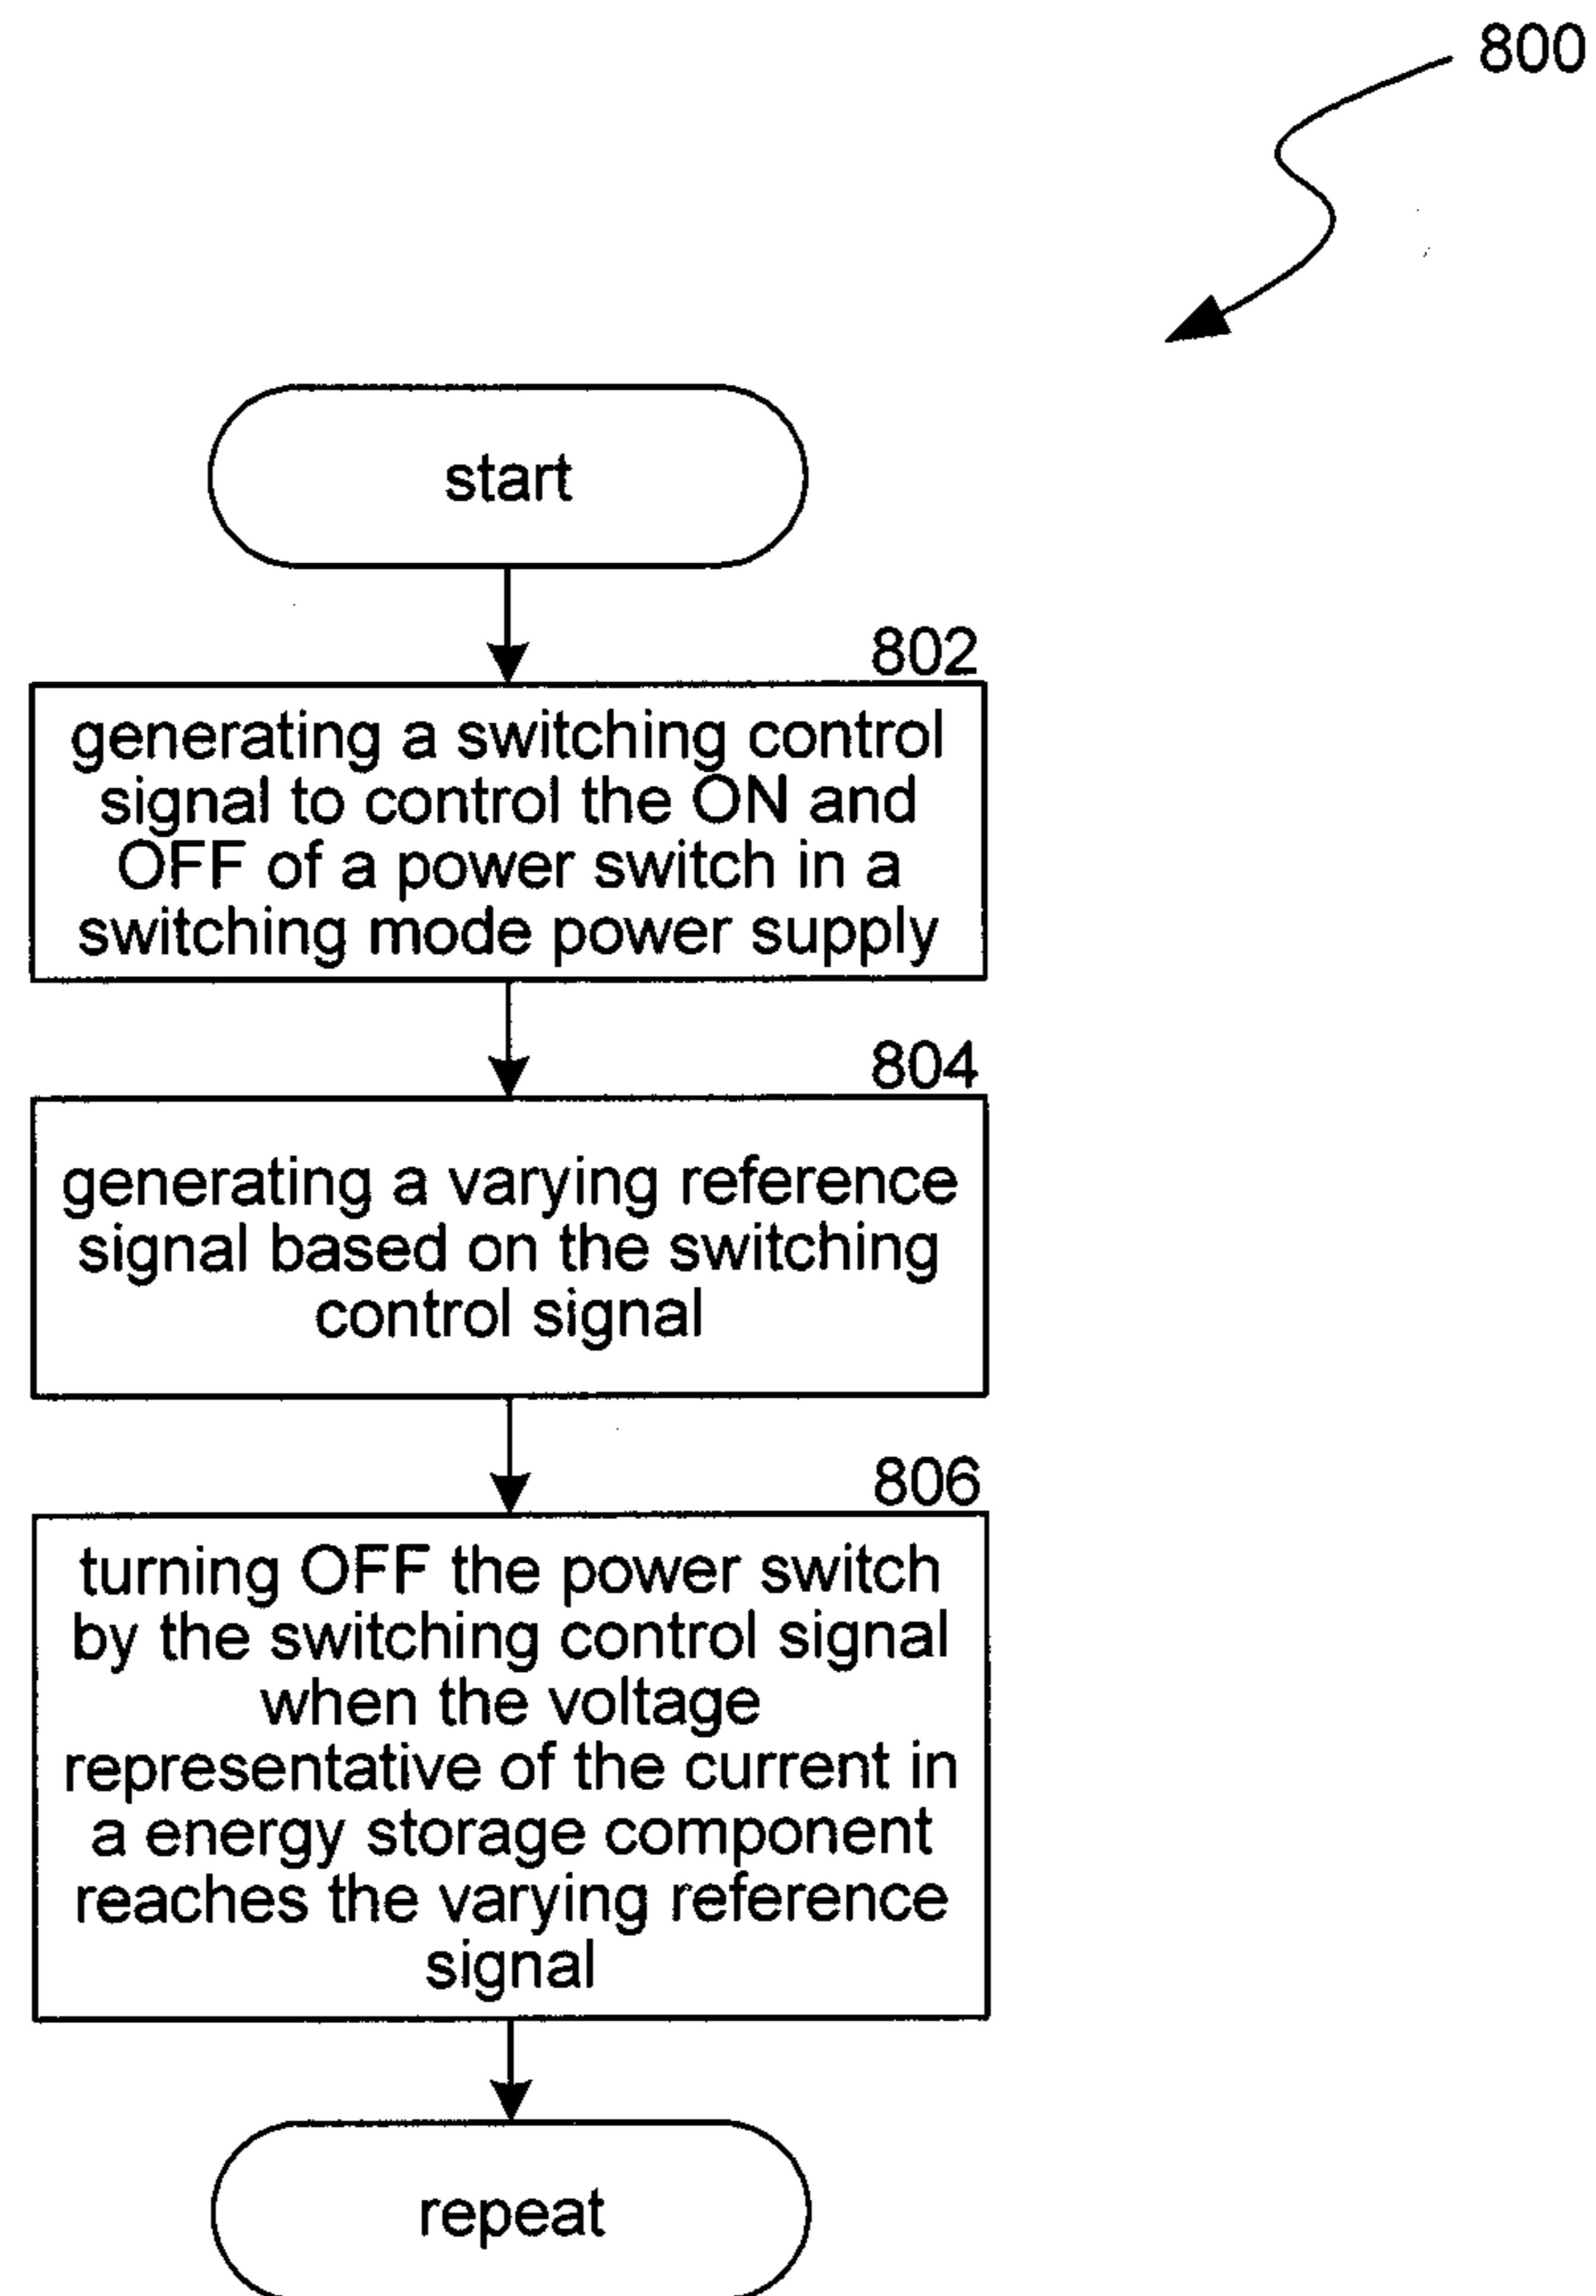 800
start
802
generating a switching control
signal to control the ON and
OFF of a power switch in a
switching mode power supply
804
generating a varying reference
signal based on the switching
control signal
806
turning OFF the power switch
by the switching control signal
when the voltage
representative of the current in
a energy storage component
reaches the varying reference
signal
repeat